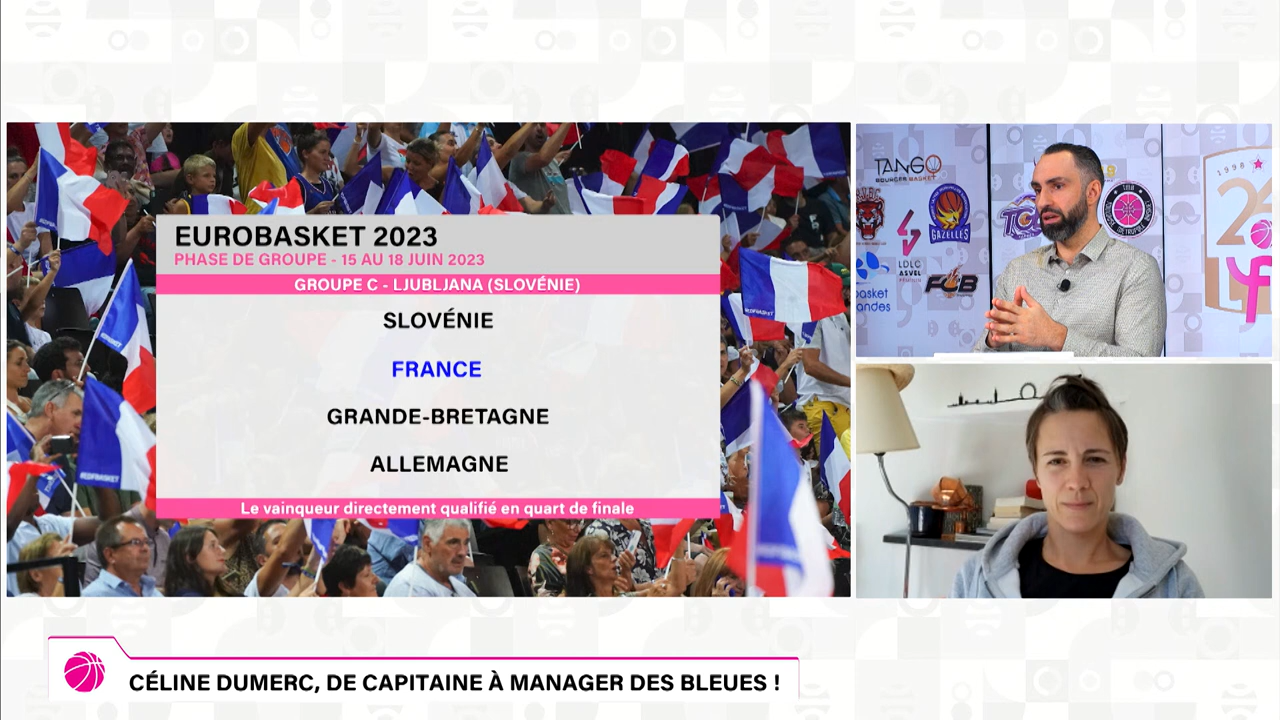 EUROBASKET 2023
PHASE DE GROUPE - 15 AU 18 JUIN 2023
GROUPE C - LJUBLJANA (SLOVÉNIE)
SLOVÉNIE
FRANCE
GRANDE-BRETAGNE
ALLEMAGNE
Le vainqueur directement qualifié en quart de finale
TANGO
BOURGES BASKET
GAZELLES
LDLC
ASVEL
FÉMININ
FCB
basket
landes
TMB
1998
CÉLINE DUMERC, DE CAPITAINE À MANAGER DES BLEUES !